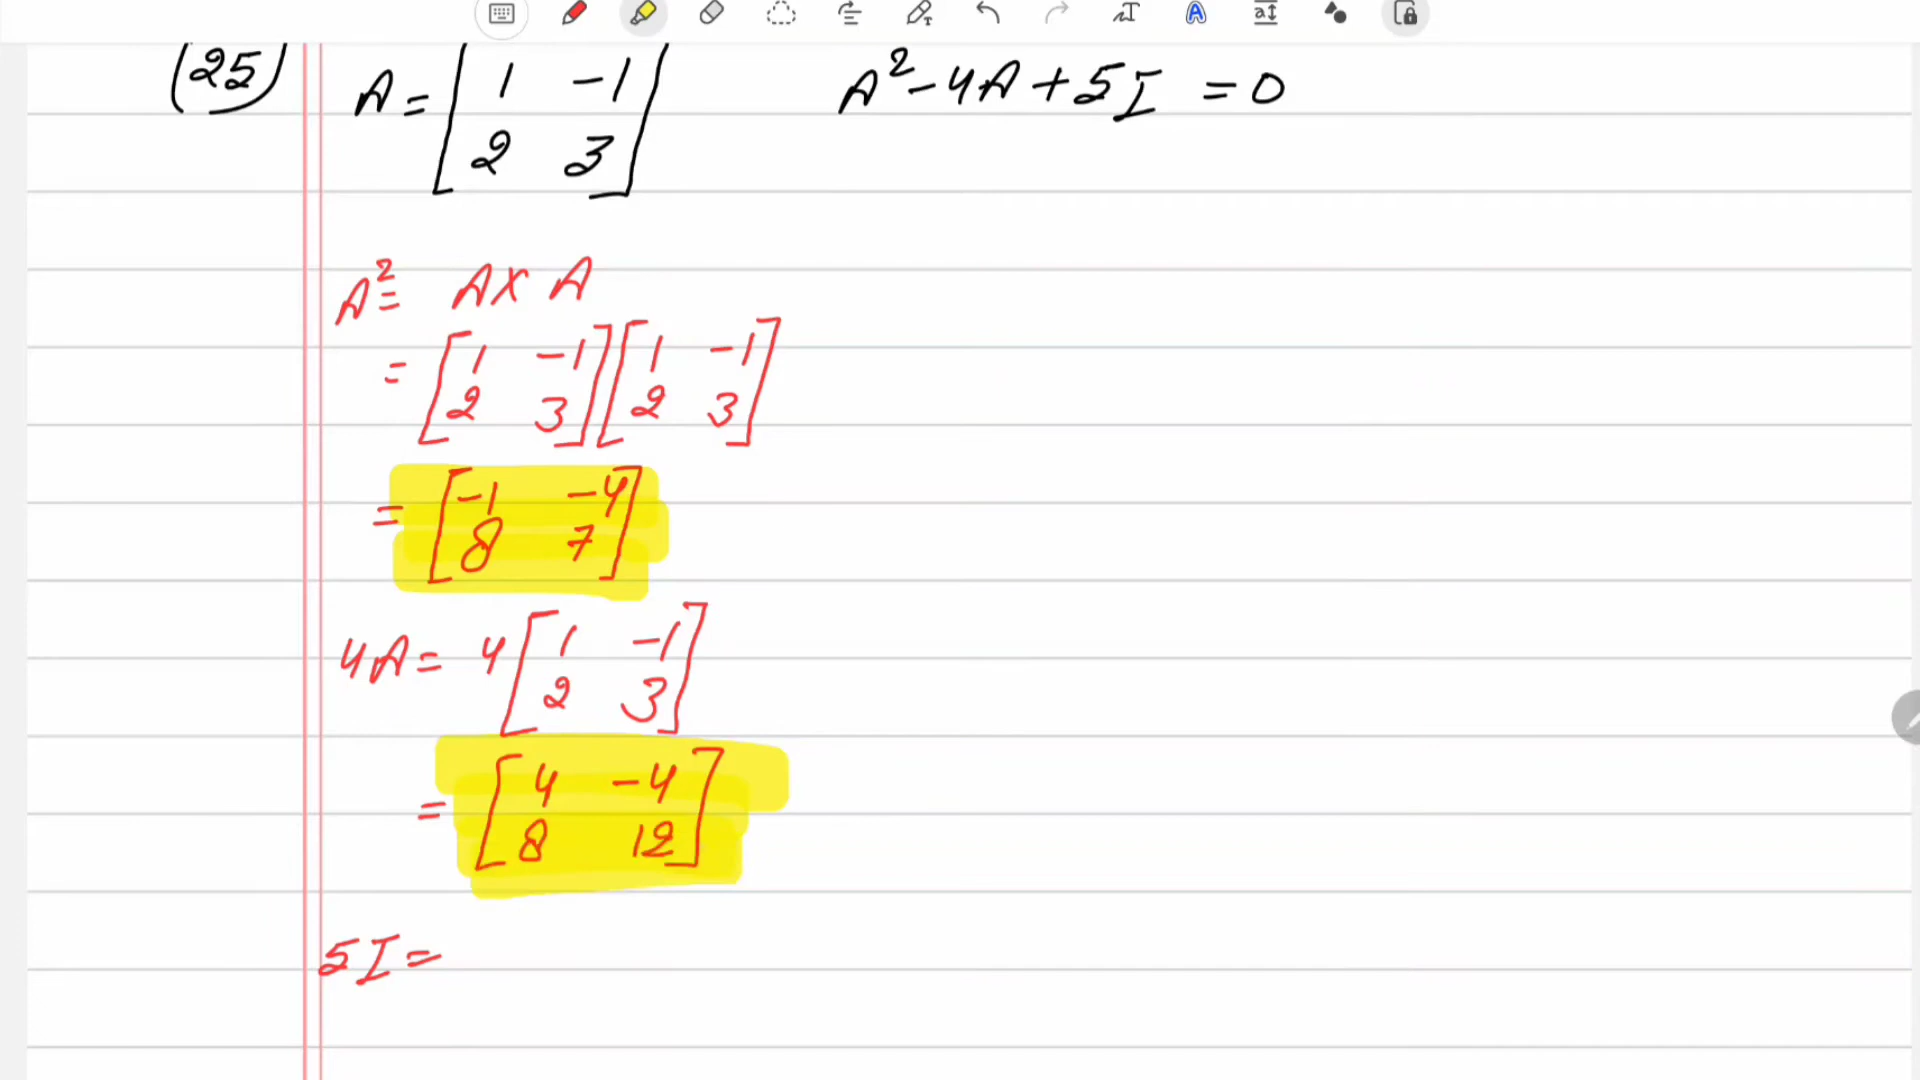 (25) A = [ 1 -1 A² - 4A + 5I = 0
2 3 ]
A² = A x A
= [ 1 -1 ] [ 1 -1 ]
2 3 2 3
= [ -1 -4 ]
8 7
4A = 4 [ 1 -1 ]
2 3
= [ 4 -4 ]
8 12
5I =